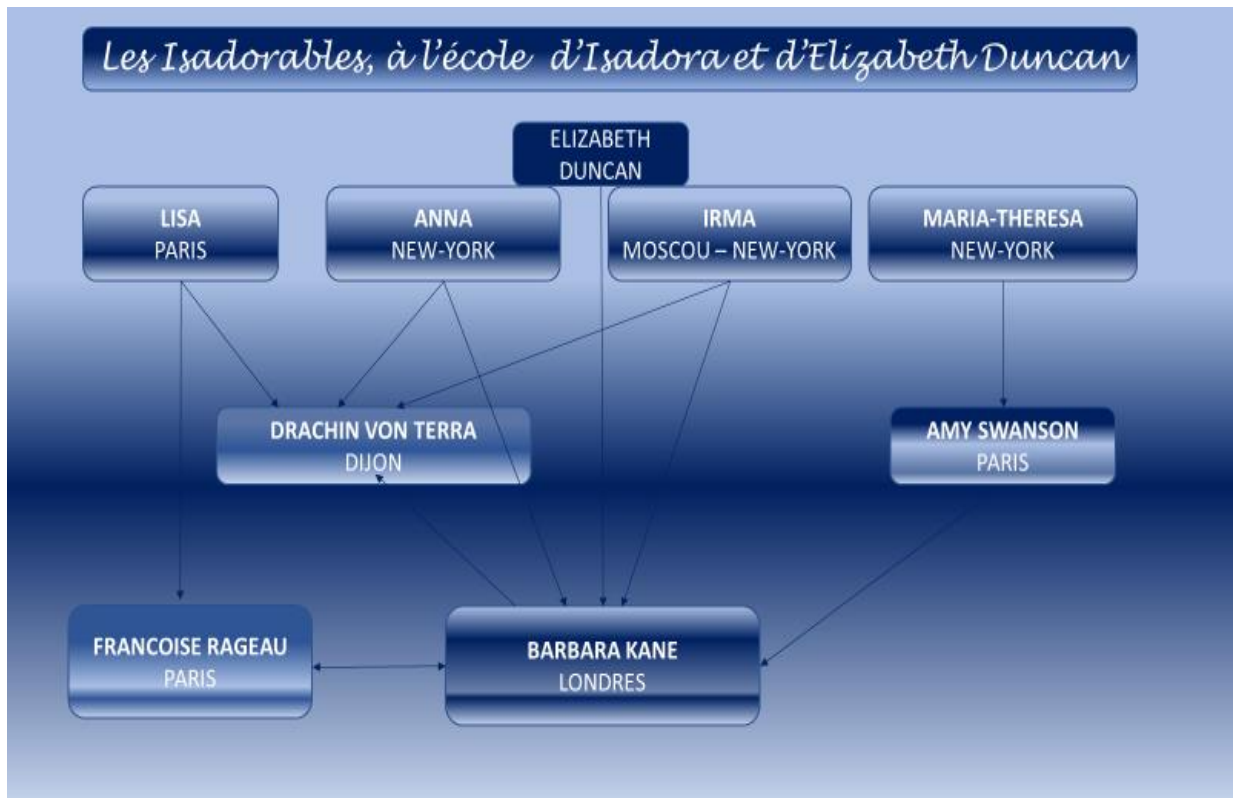 Les Isadorables, à l'école d'Isadora et d'Elizabeth Duncan
ELIZABETH
DUNCAN
LISA
PARIS
ANNA
NEW-YORK
IRMA
MOSCOU – NEW-YORK
MARIA-THERESA
NEW-YORK
DRACHIN VON TERRA
DIJON
AMY SWANSON
PARIS
FRANCOISE RAGEAU
PARIS
BARBARA KANE
LONDRES